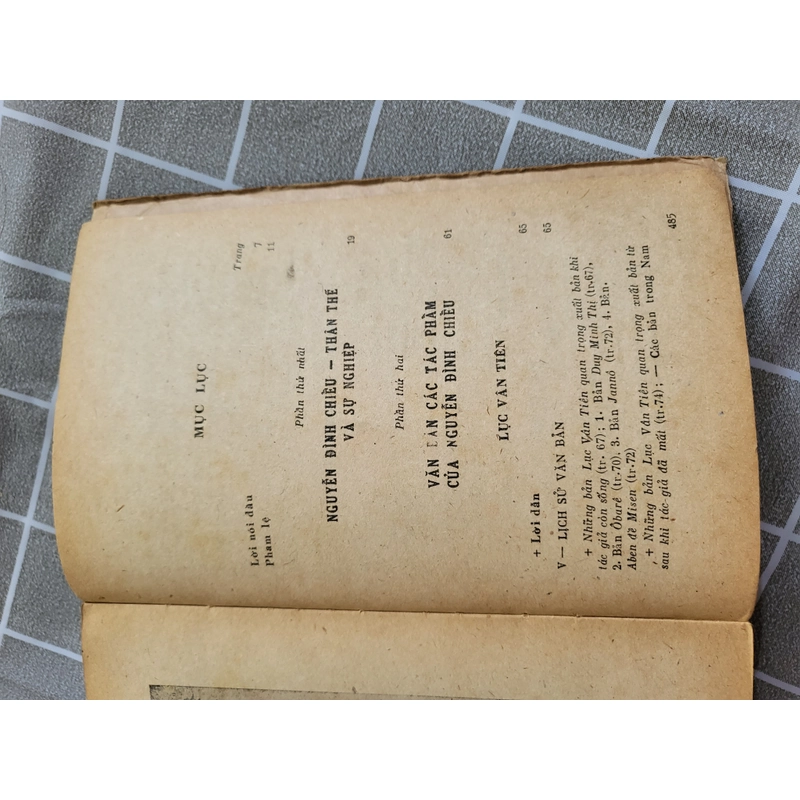 MỤC LỤC
Trang
Lời nói đầu 7
Phàm lệ 11
Phần thứ nhất
NGUYỄN ĐÌNH CHIỂU — THÂN THẾ
VÀ SỰ NGHIỆP 19
Phần thứ hai
VĂN BẢN CÁC TÁC PHẨM
CỦA NGUYỄN ĐÌNH CHIỂU 61
LỤC VÂN TIÊN
+ Lời dẫn 65
V — LỊCH SỬ VĂN BẢN 65
+ Những bản Lục Vân Tiên quan trọng xuất bản khi
tác giả còn sống (tr. 67); 1. Bản Duy Minh Thị (tr.67),
2. Bản Ôbarê (tr.70). 3. Bản Jannô (tr.72), 4. Bản.
Aben đề Misen (tr.72)
+ Những bản Lục Vân Tiên quan trọng xuất bản từ
sau khi tác giả đã mất (tr.74); — Các bản trong Nam
485